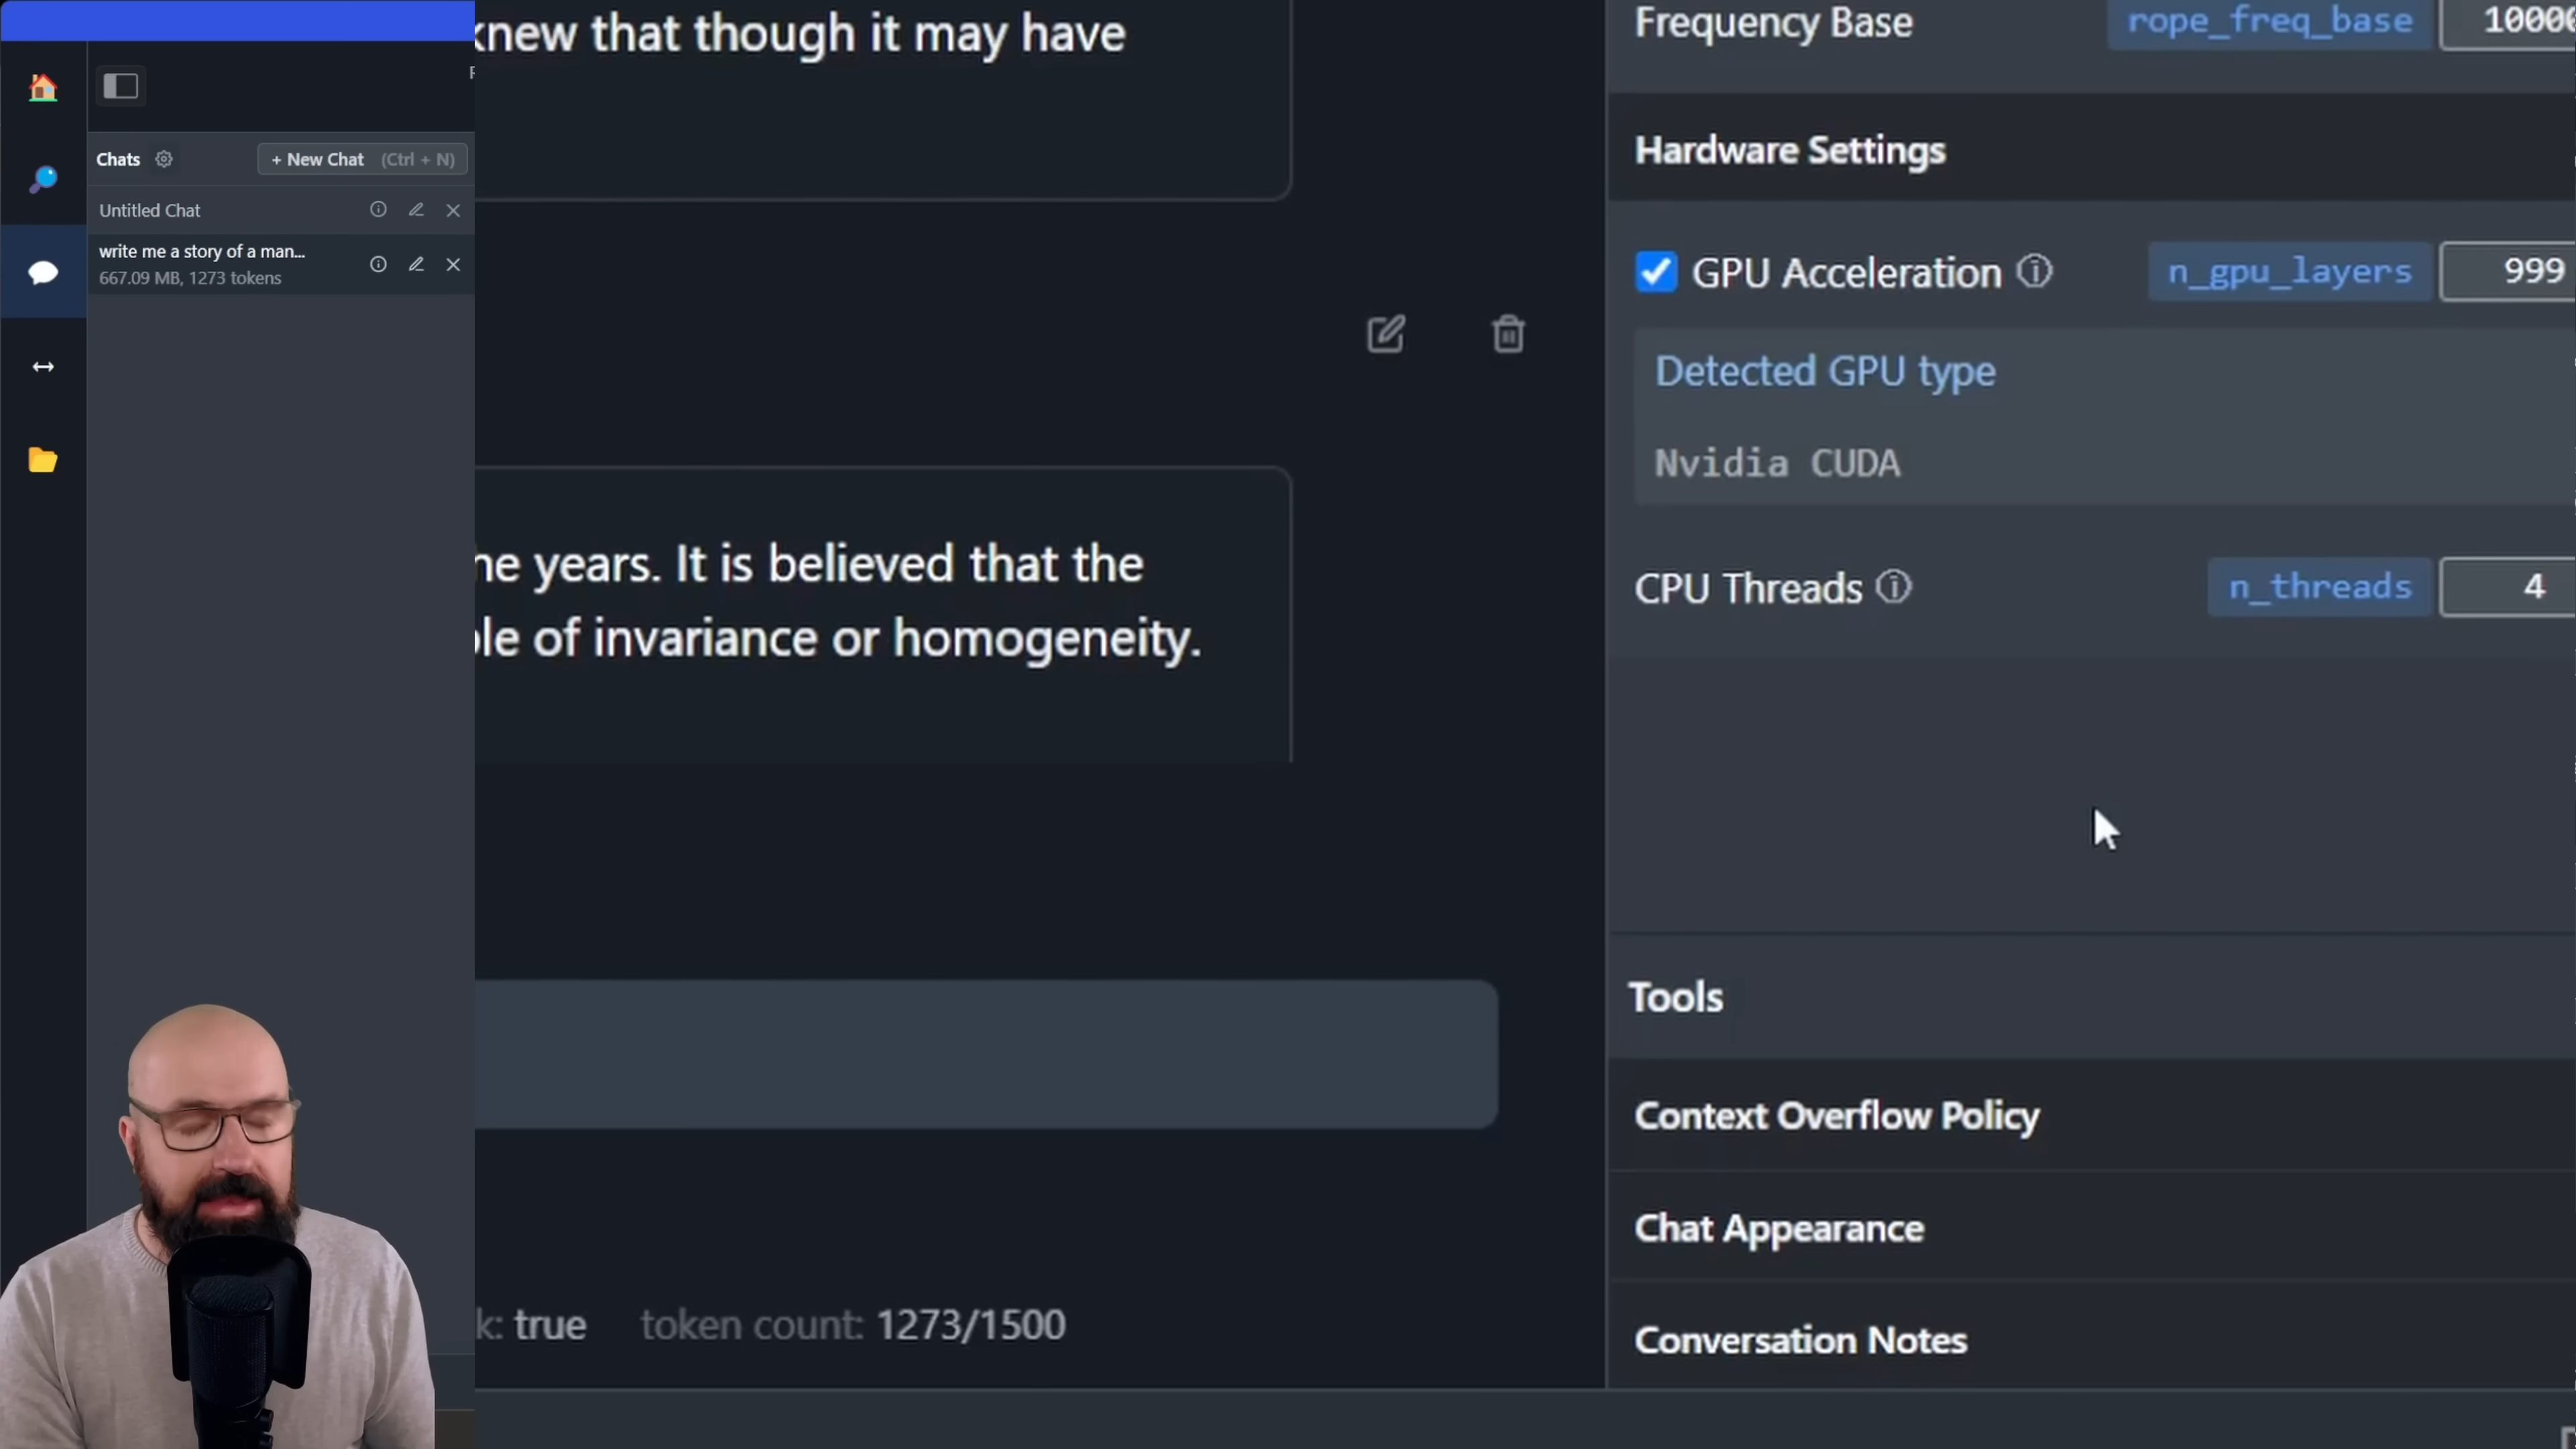 Chats
+ New Chat (Ctrl + N)
Untitled Chat
write me a story of a man...
667.09 MB, 1273 tokens
knew that though it may have
he years. It is believed that the
ple of invariance or homogeneity.
k: true token count: 1273/1500
Frequency Base rope_freq_base 10000
Hardware Settings
GPU Acceleration n_gpu_layers 999
Detected GPU type
Nvidia CUDA
CPU Threads n_threads 4
Tools
Context Overflow Policy
Chat Appearance
Conversation Notes